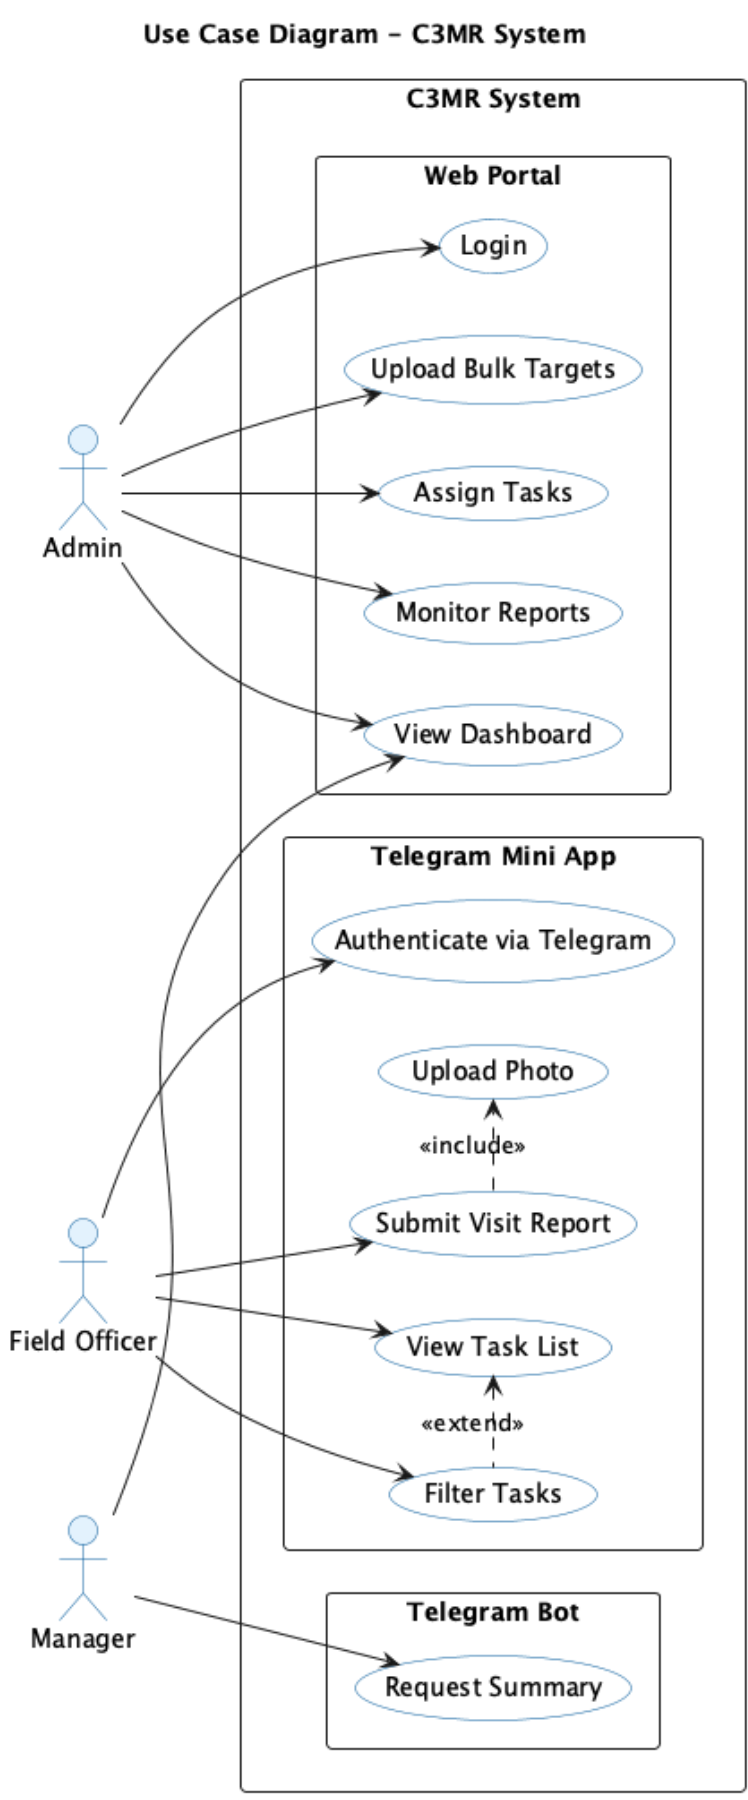 Use Case Diagram – C3MR System
C3MR System
Web Portal
Login
Upload Bulk Targets
Assign Tasks
Admin
Monitor Reports
View Dashboard
Telegram Mini App
Authenticate via Telegram
Upload Photo
«include»
Submit Visit Report
Field Officer
View Task List
«extend»
Filter Tasks
Telegram Bot
Manager
Request Summary